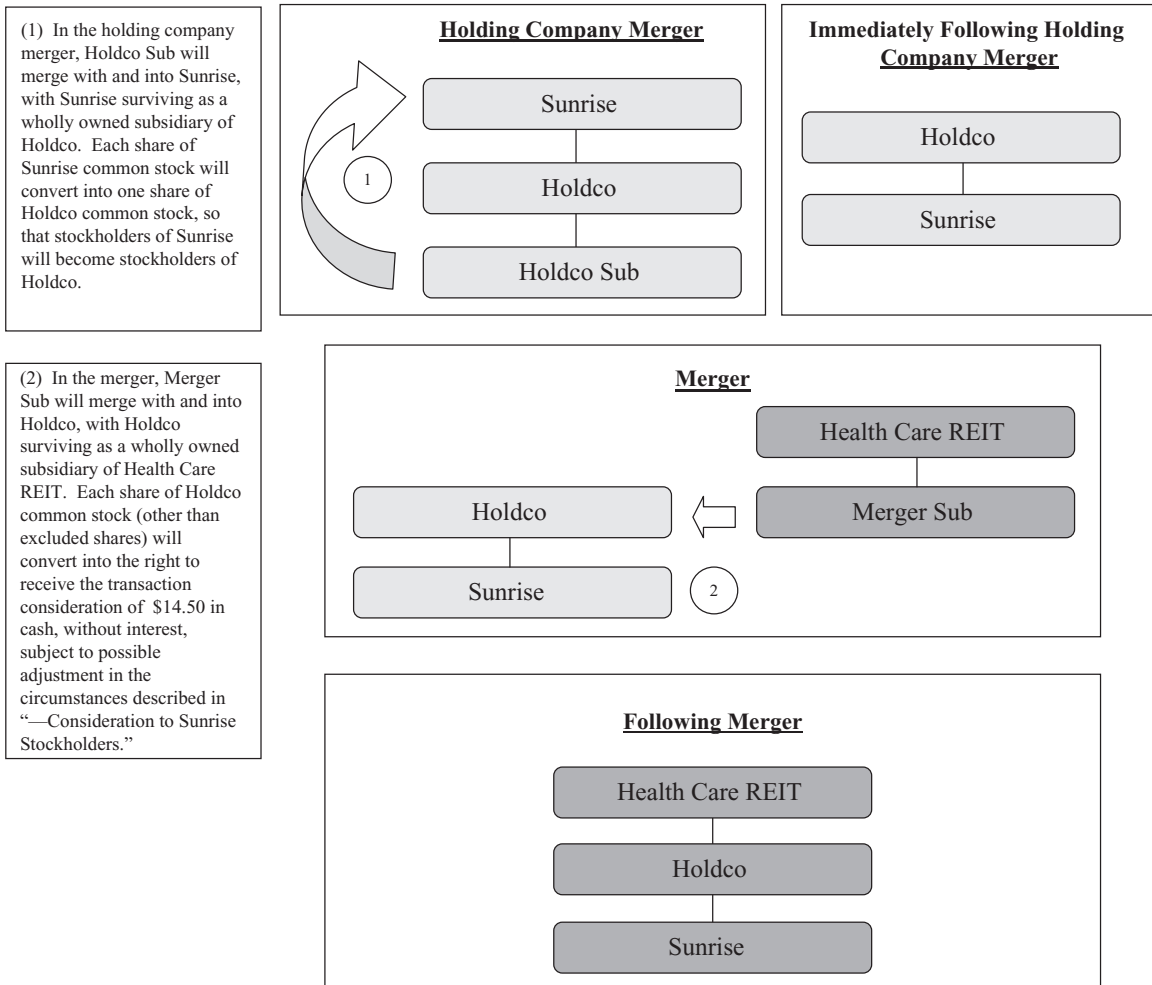 (1) In the holding company
merger, Holdco Sub will
merge with and into Sunrise,
with Sunrise surviving as a
wholly owned subsidiary of
Holdco. Each share of
Sunrise common stock will
convert into one share of
Holdco common stock, so
that stockholders of Sunrise
will become stockholders of
Holdco.
Holding Company Merger
Sunrise
1
Holdco
Holdco Sub
Immediately Following Holding
Company Merger
Holdco
Sunrise
(2) In the merger, Merger
Sub will merge with and into
Holdco, with Holdco
surviving as a wholly owned
subsidiary of Health Care
REIT. Each share of Holdco
common stock (other than
excluded shares) will
convert into the right to
receive the transaction
consideration of $14.50 in
cash, without interest,
subject to possible
adjustment in the
circumstances described in
“—Consideration to Sunrise
Stockholders.”
Merger
Health Care REIT
Holdco
Merger Sub
Sunrise
2
Following Merger
Health Care REIT
Holdco
Sunrise